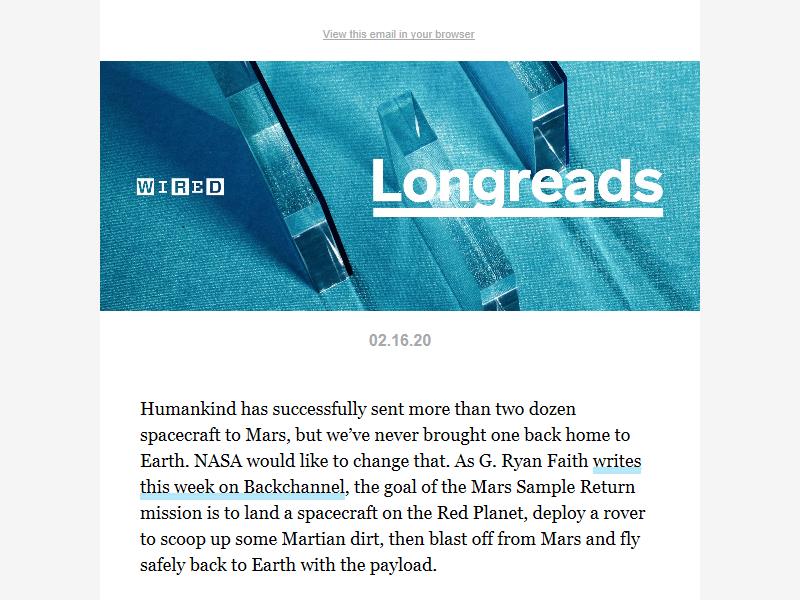 View this email in your browser
WIRED
Longreads
02.16.20
Humankind has successfully sent more than two dozen
spacecraft to Mars, but we’ve never brought one back home to
Earth. NASA would like to change that. As G. Ryan Faith writes
this week on Backchannel, the goal of the Mars Sample Return
mission is to land a spacecraft on the Red Planet, deploy a rover
to scoop up some Martian dirt, then blast off from Mars and fly
safely back to Earth with the payload.